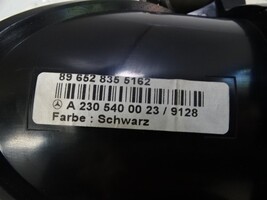 89 652 835 5162
A 230 540 00 23 / 9128
Farbe : Schwarz